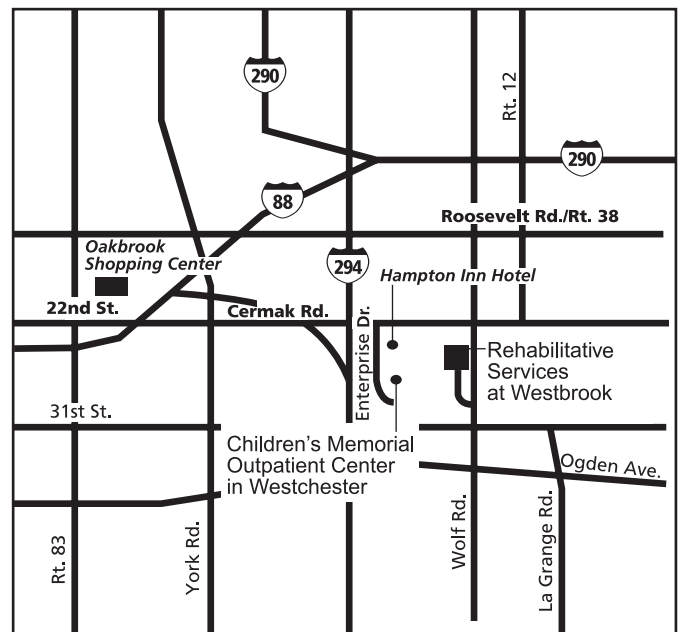 290
Rt. 12
290
88
Roosevelt Rd./Rt. 38
Oakbrook
Shopping Center
294
Hampton Inn Hotel
22nd St.
Cermak Rd.
Enterprise Dr.
Rehabilitative
Services
at Westbrook
31st St.
Children's Memorial
Outpatient Center
in Westchester
Ogden Ave.
Rt. 83
York Rd.
Wolf Rd.
La Grange Rd.